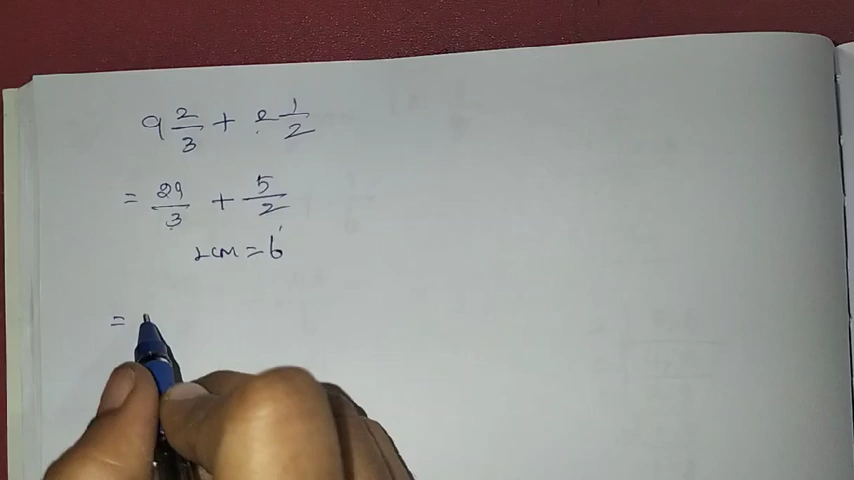 9 2/3 + 2 1/2
= 29/3 + 5/2
LCM = 6
=